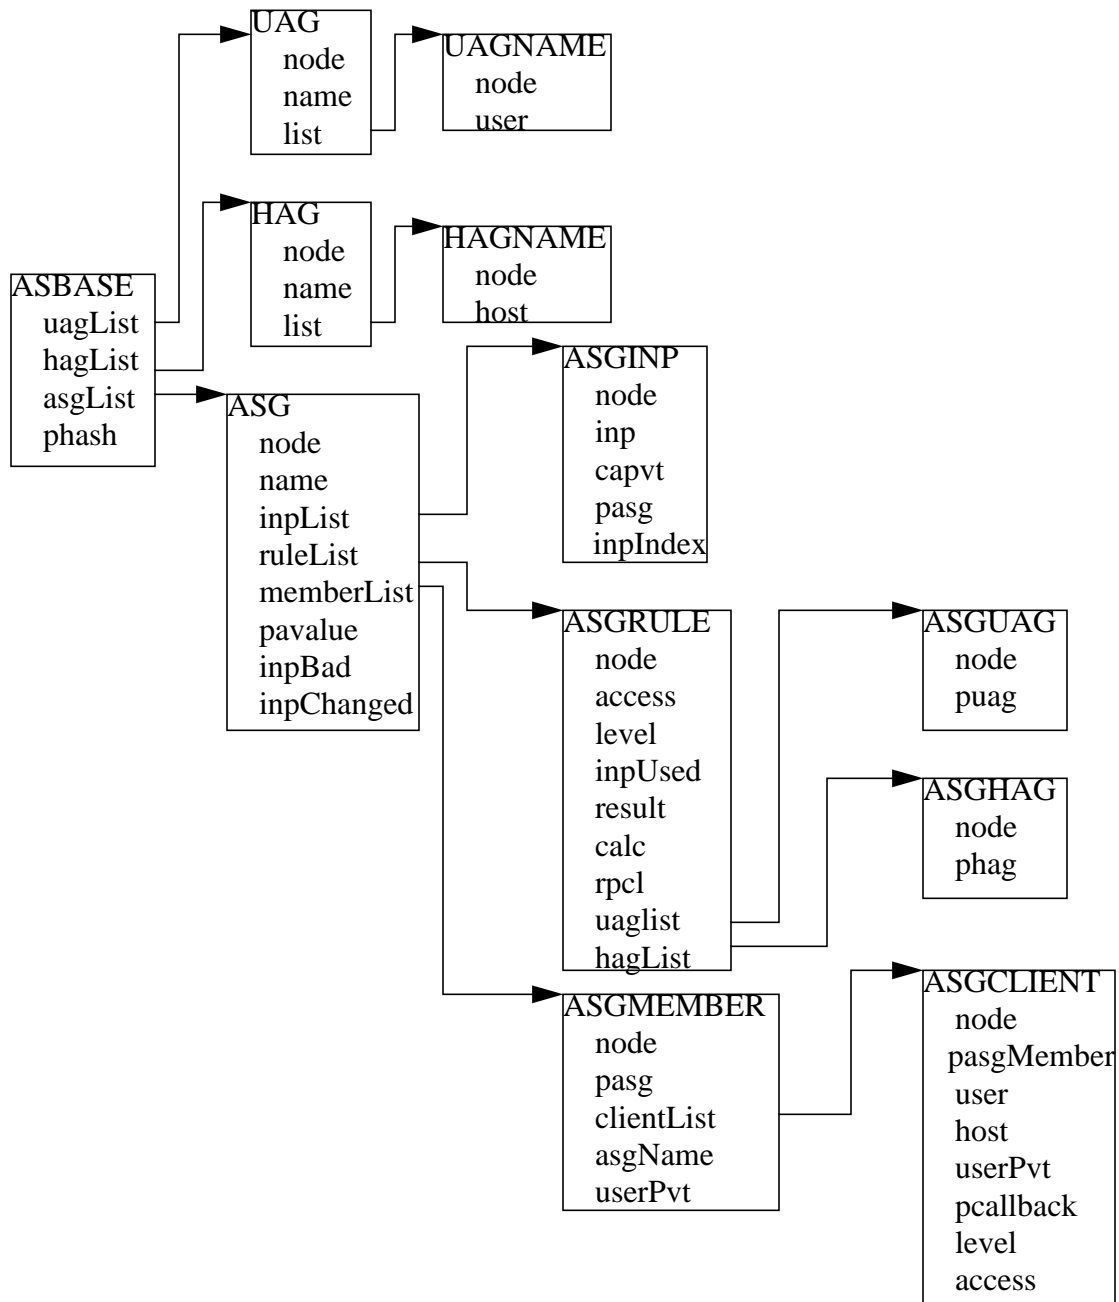 UAG
node
name
list
UAGNAME
node
user
HAG
node
name
list
HAGNAME
node
host
ASBASE
uagList
hagList
asgList
phash
ASG
node
name
inpList
ruleList
memberList
pavalue
inpBad
inpChanged
ASGINP
node
inp
capvt
pasg
inpIndex
ASGRULE
node
access
level
inpUsed
result
calc
rpcl
uaglist
hagList
ASGUAG
node
puag
ASGHAG
node
phag
ASGMEMBER
node
pasg
clientList
asgName
userPvt
ASGCLIENT
node
pasgMember
user
host
userPvt
pcallback
level
access